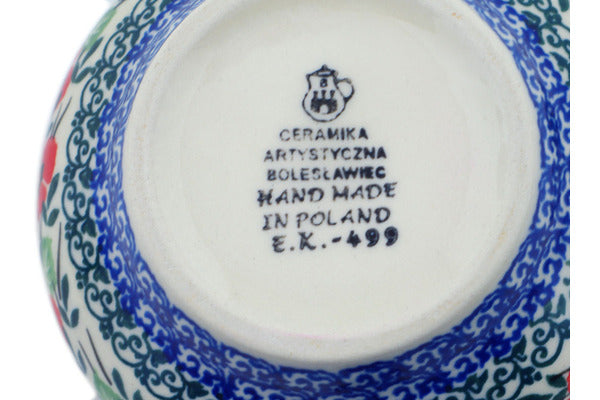 CERAMIKA
ARTYSTYCZNA
BOLESŁAWIEC
HAND MADE
IN POLAND
E.K.-499